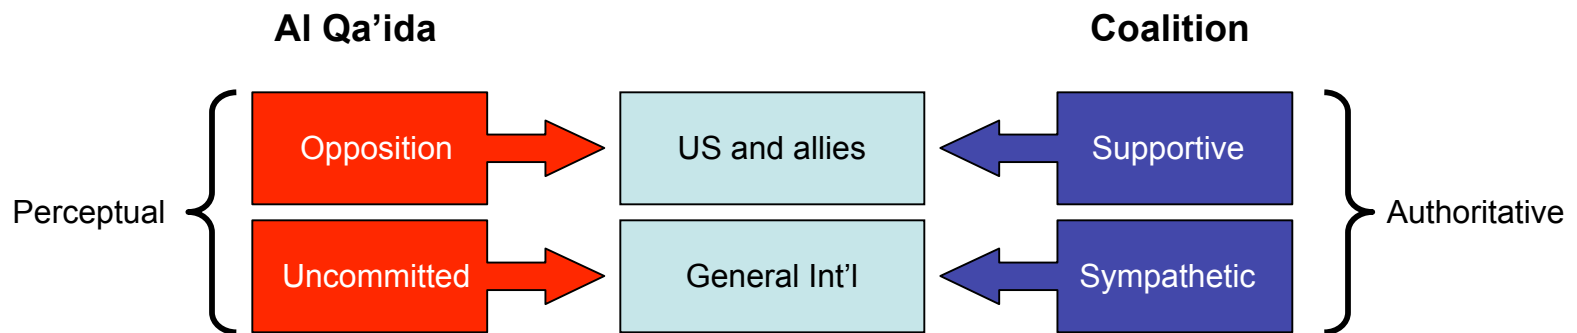 Al Qa’ida
Coalition
Opposition
US and allies
Supportive
Perceptual
Authoritative
Uncommitted
General Int’l
Sympathetic